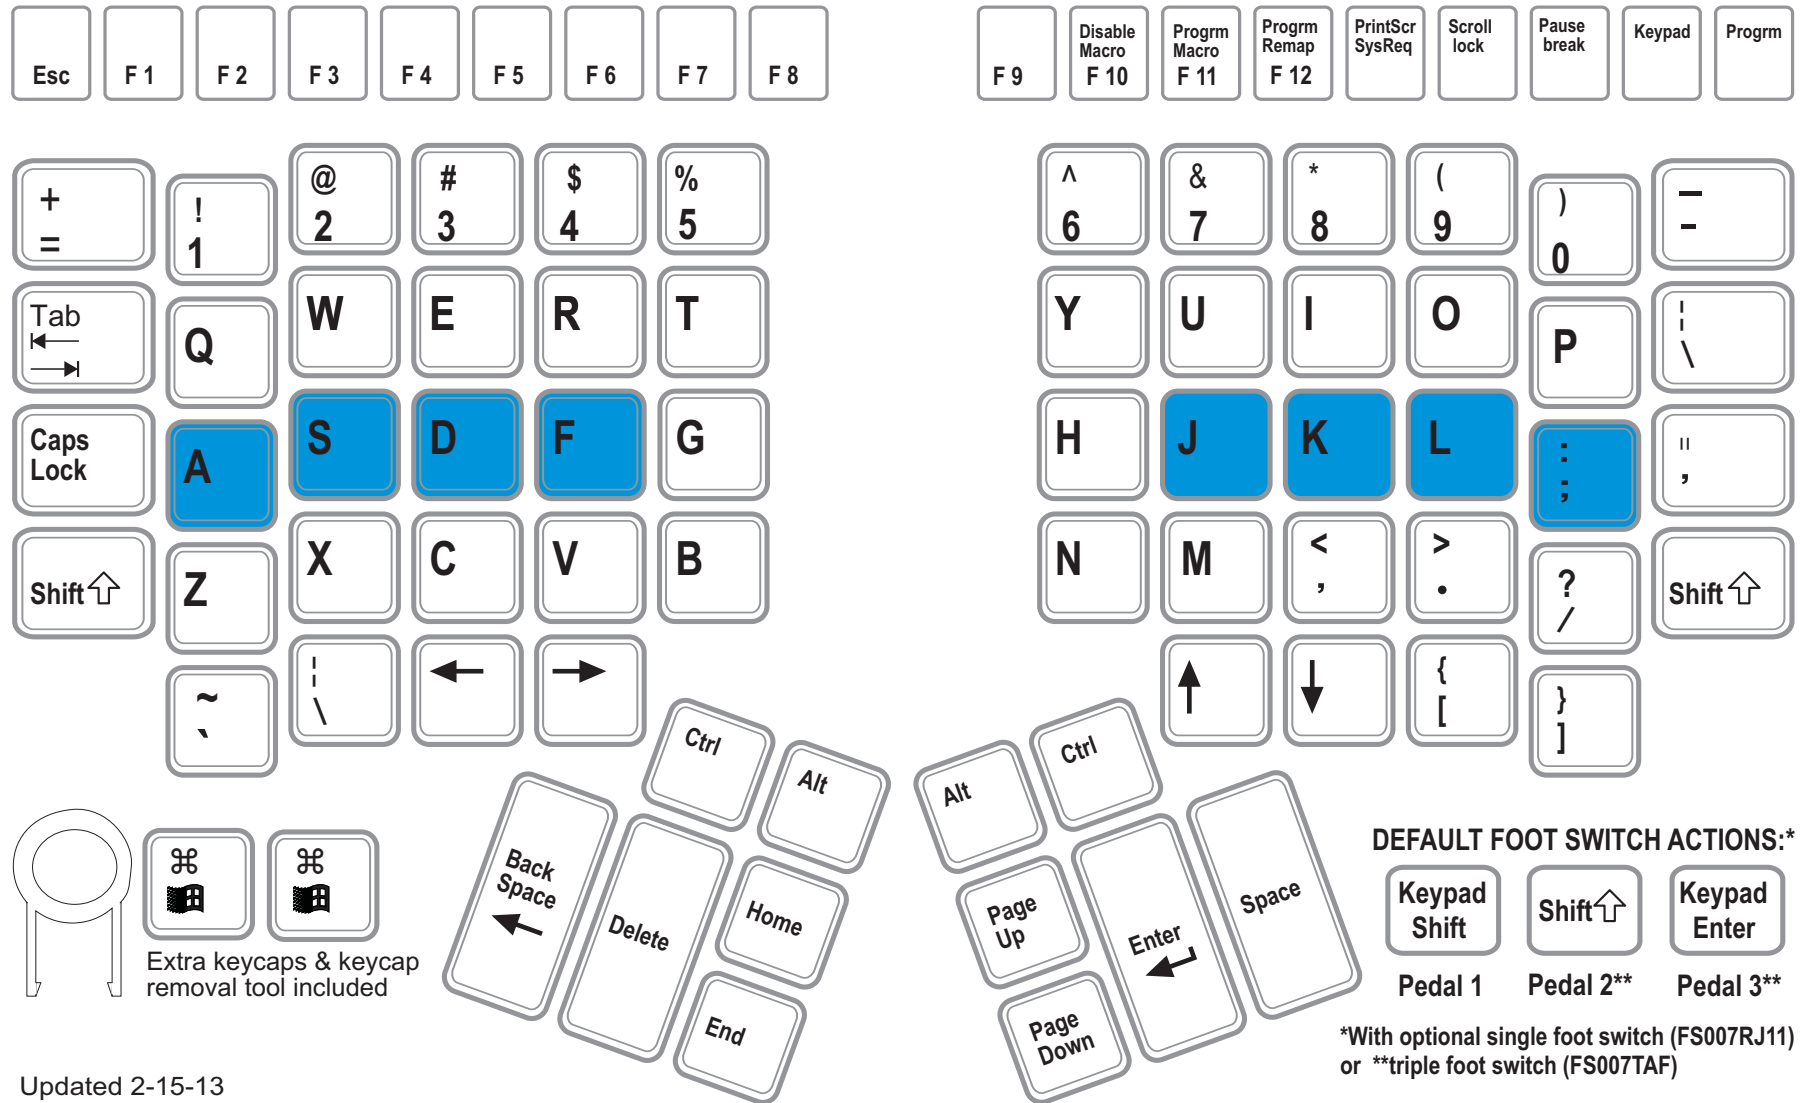 Esc
F 1
F 2
F 3
F 4
F 5
F 6
F 7
F 8
F 9
Disable
Macro
F 10
Progrm
Macro
F 11
Progrm
Remap
F 12
PrintScr
SysReq
Scroll
lock
Pause
break
Keypad
Progrm
+
=
!
1
@
2
#
3
$
4
%
5
^
6
&
7
*
8
(
9
)
0
—
-
Tab
Q
W
E
R
T
Y
U
I
O
P
¦
\
Caps
Lock
A
S
D
F
G
H
J
K
L
:
;
"
,
Shift
Z
X
C
V
B
N
M
<
,
>
.
?
/
Shift
~
`
¦
\
←
→
↑
↓
{
[
}
]
Ctrl
Alt
Back
Space
Delete
Home
End
Alt
Ctrl
Page
Up
Enter
Space
Page
Down
⌘
⌘
Extra keycaps & keycap
removal tool included
DEFAULT FOOT SWITCH ACTIONS:*
Keypad
Shift
Shift
Keypad
Enter
Pedal 1
Pedal 2**
Pedal 3**
*With optional single foot switch (FS007RJ11)
or **triple foot switch (FS007TAF)
Updated 2-15-13